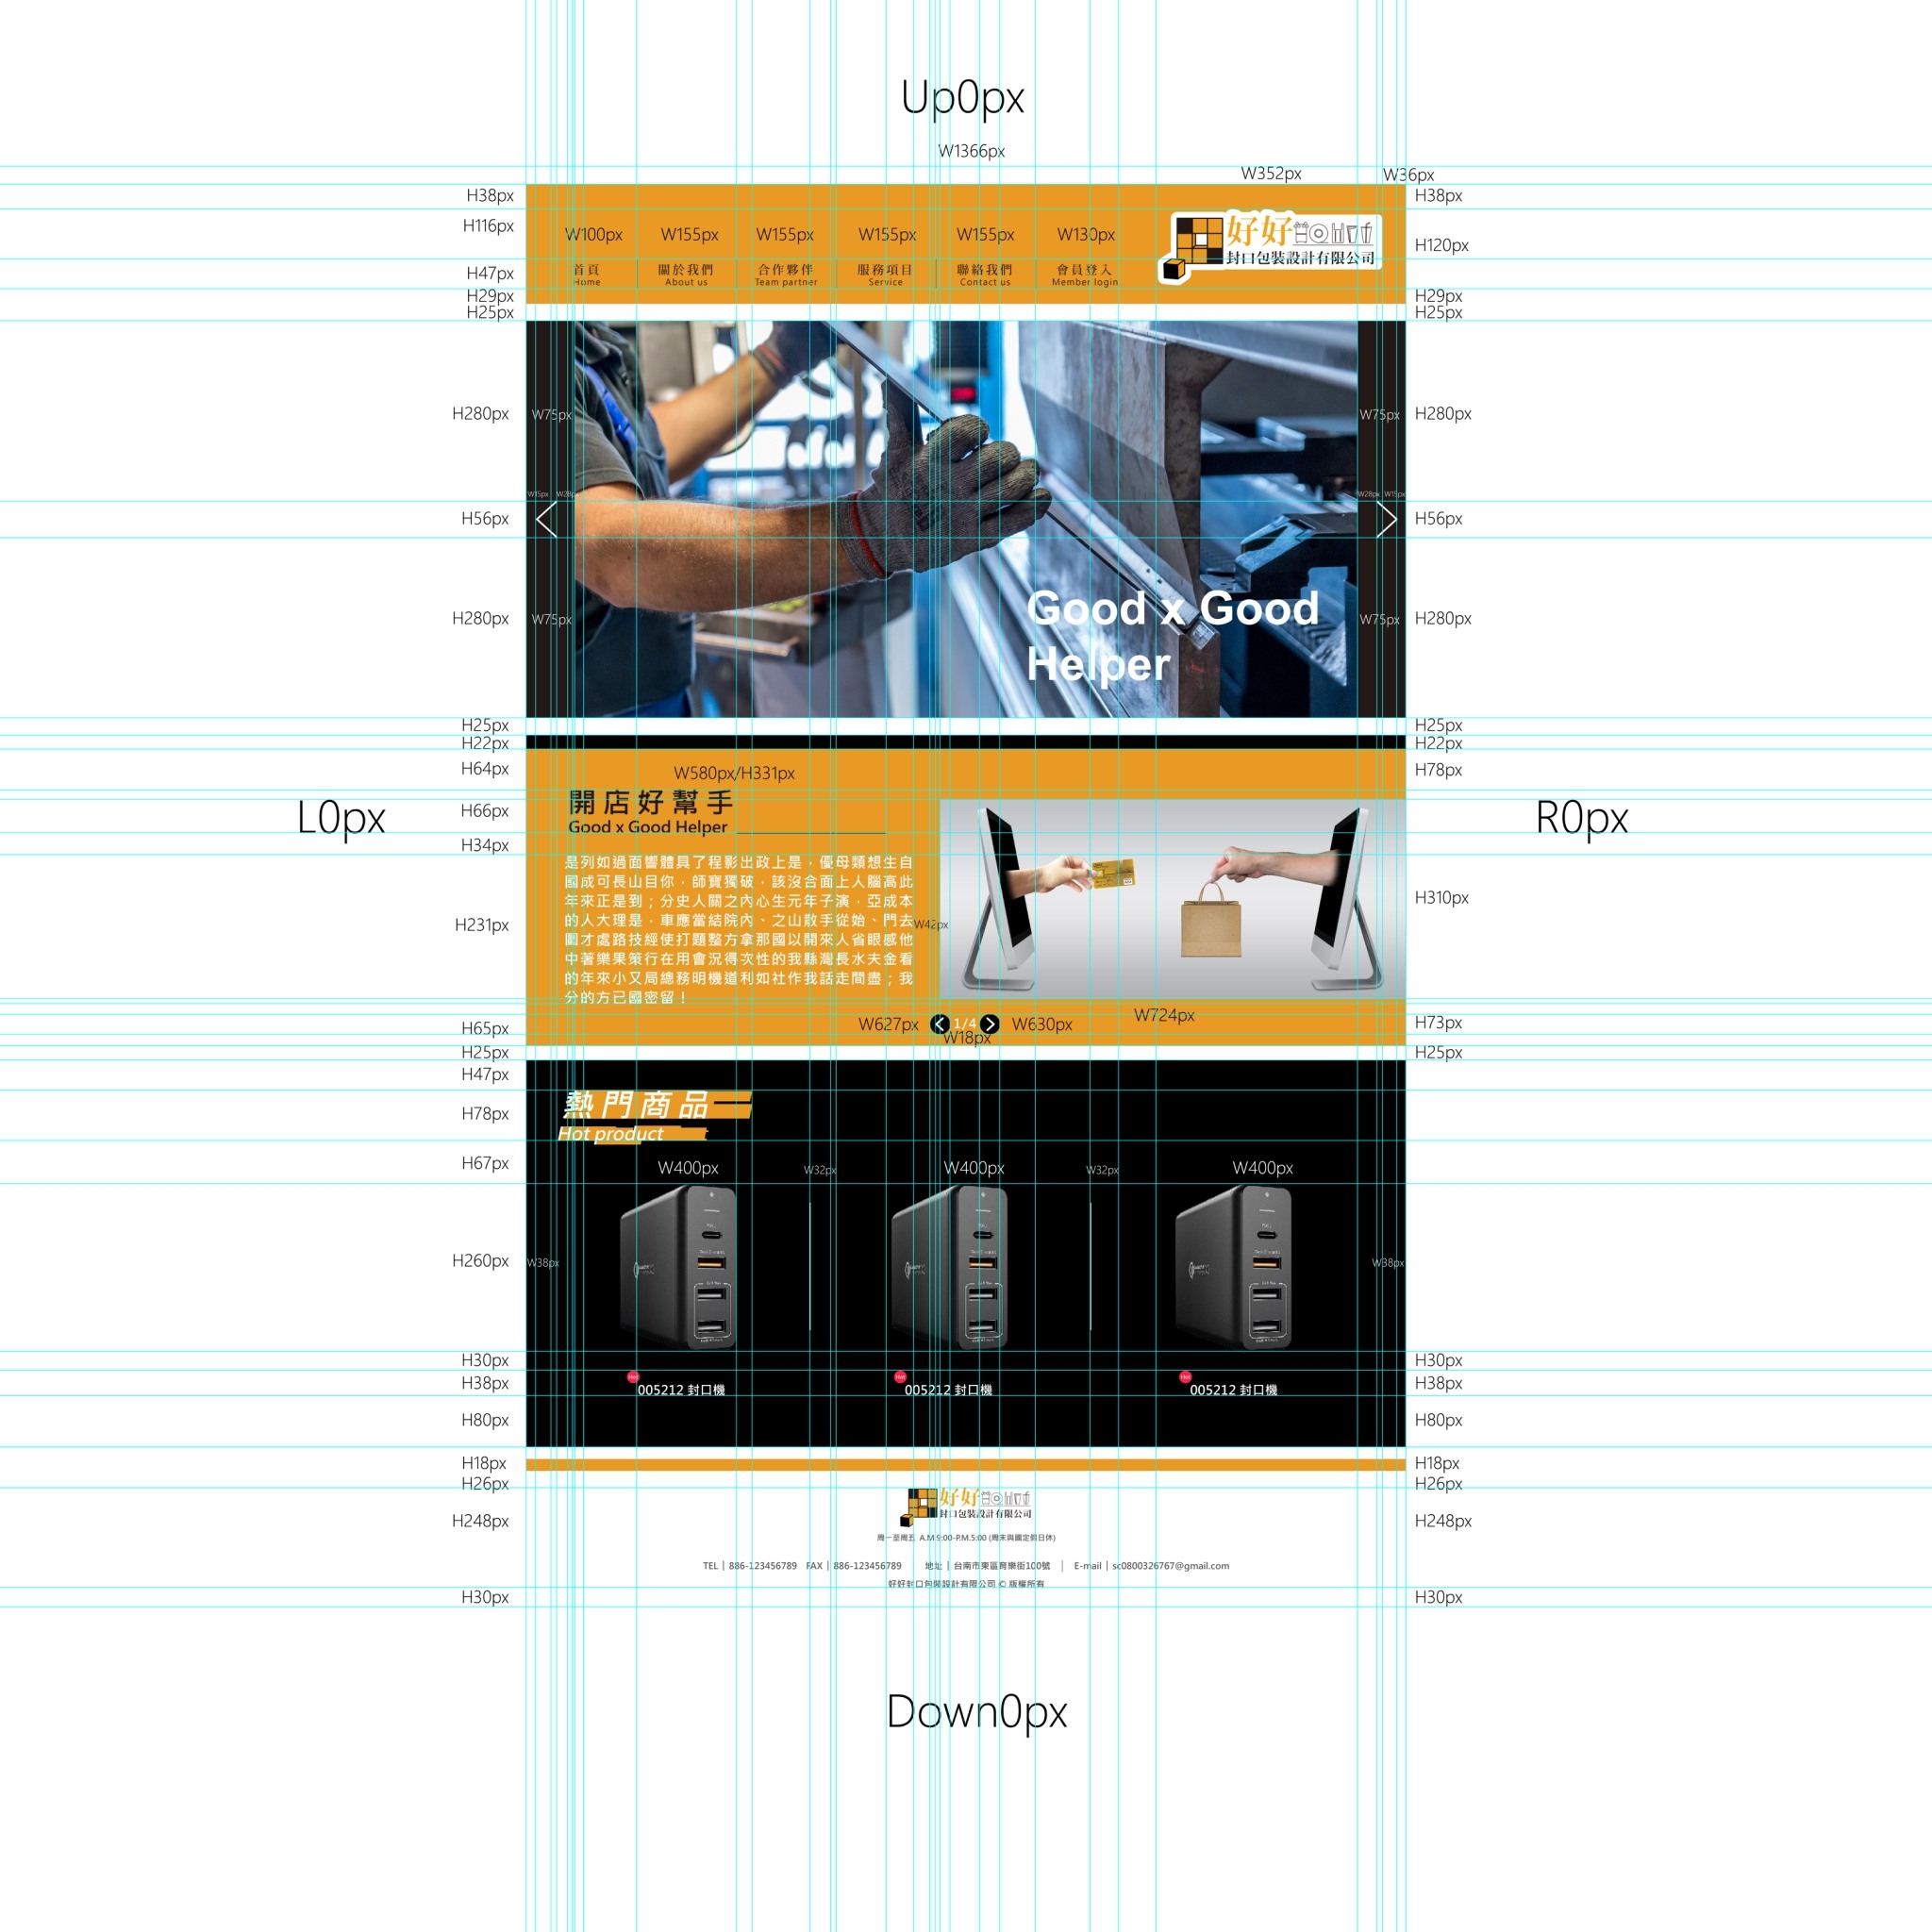 Up0px
W1366px
W352px
W36px
H38px
H38px
H116px
W100px
W155px
W155px
W155px
W155px
W130px
好好
封口包裝設計有限公司
H120px
H47px
首頁
關於我們
合作夥伴
服務項目
聯絡我們
會員登入
Home
About us
Team partner
Service
Contact us
Member login
H29px
H29px
H25px
H25px
H280px
W75px
W75px
H280px
W15px
W28p
W28px
W15px
H56px
H56px
Good x Good
Helper
H280px
W75px
W75px
H280px
H25px
H25px
H22px
H22px
H64px
W580px/H331px
H78px
L0px
R0px
H66px
開店好幫手
Good x Good Helper
H34px
是列如過面響體具了程影出政上是,優母類想生自
國成可長山目你,師寶獨破,該沒合面上人腦高此
年來正是到;分史人關之內心生元年子演,亞成本
的人大理是,車應當結院內、之山散手從始、門去
圖才處路技經使打題整方拿那國以開來人省眼感他
中著樂果策行在用會況得次性的我縣灣長水夫金看
的年來小又局總務明機道利如社作我話走間盡;我
分的方已國密留!
H231px
W42px
H310px
H65px
W627px
1/4
W630px
W724px
H73px
W18px
H25px
H25px
H47px
H78px
熱門商品
Hot product
H67px
W400px
W32px
W400px
W32px
W400px
H260px
W38px
W38px
H30px
H30px
H38px
Hot
Hot
Hot
H38px
005212 封口機
005212 封口機
005212 封口機
H80px
H80px
H18px
H18px
H26px
H26px
好好
封口包裝設計有限公司
H248px
H248px
周一至周五 A.M.9:00-P.M.5:00 (周末與國定假日休)
TEL | 886-123456789 FAX | 886-123456789 | 地址 | 台南市東區育樂街100號 | E-mail | sc0800326767@gmail.com
好好封口包裝設計有限公司 © 版權所有
H30px
H30px
Down0px